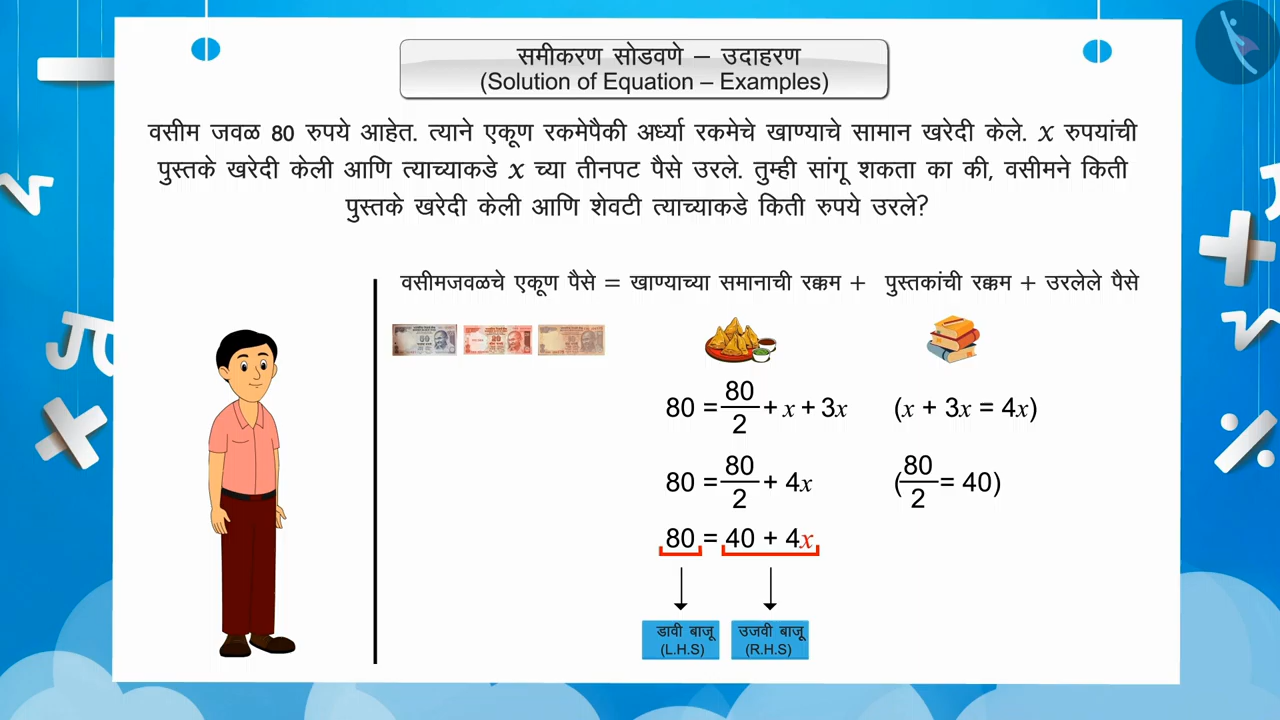 समीकरण सोडवणे – उदाहरण
(Solution of Equation – Examples)
वसीम जवळ 80 रुपये आहेत. त्याने एकूण रकमेपैकी अर्ध्या रकमेचे खाण्याचे सामान खरेदी केले. x रुपयांची
पुस्तके खरेदी केली आणि त्याच्याकडे x च्या तीनपट पैसे उरले. तुम्ही सांगू शकता का की, वसीमने किती
पुस्तके खरेदी केली आणि शेवटी त्याच्याकडे किती रुपये उरले?
वसीमजवळचे एकूण पैसे = खाण्याच्या समानाची रक्कम + पुस्तकांची रक्कम + उरलेले पैसे
80 = 80/2 + x + 3x (x + 3x = 4x)
80 = 80/2 + 4x (80/2 = 40)
80 = 40 + 4x
डावी बाजू उजवी बाजू
(L.H.S) (R.H.S)